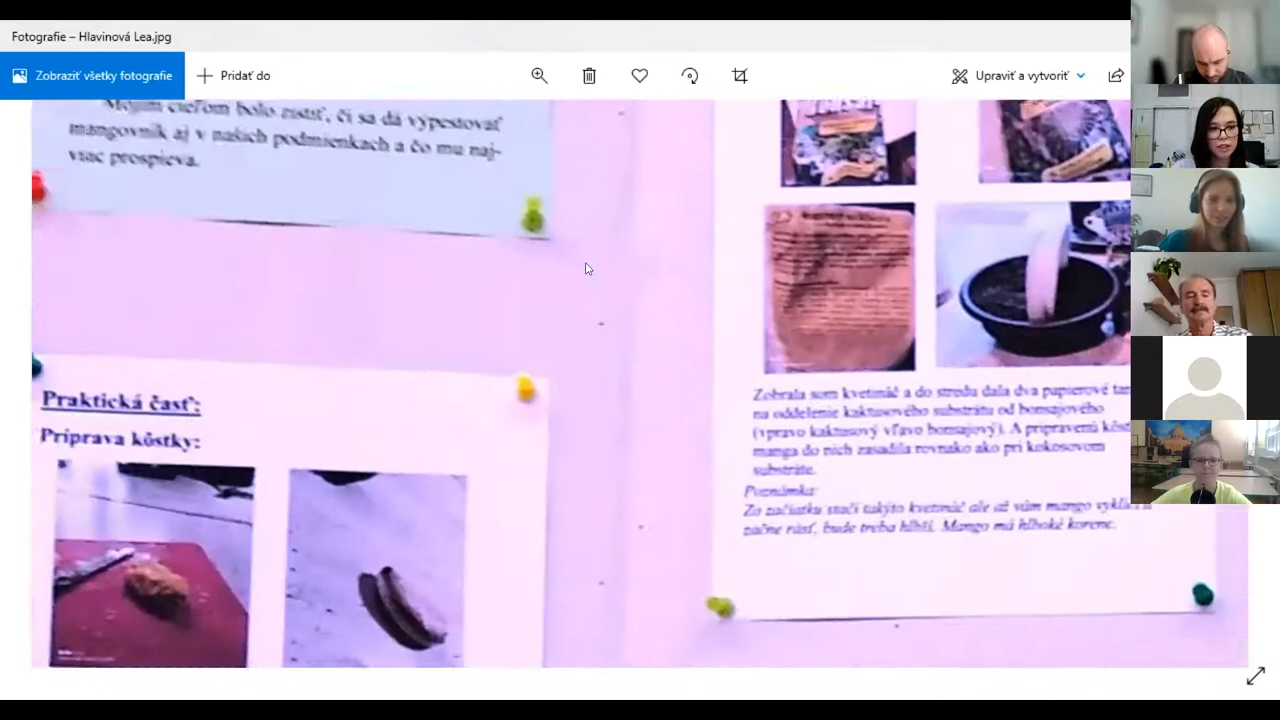 Fotografie – Hlavinová Lea.jpg
Zobraziť všetky fotografie
Pridať do
Upraviť a vytvoriť
Mojim cieľom bolo zistiť, či sa dá vypestovať
mangovník aj v našich podmienkach a čo mu naj-
viac prospieva.
Praktická časť:
Príprava kôstky:
Zobrala som kvetináč a do stredu dala dva papierové
na oddelenie kaktusového substrátu od bonsajového
(vpravo kaktusový vľavo bonsajový). A pripravenú
manga do nich zasadila rovnako ako pri kokosovom
substráte.
Poznámka:
Zo začiatku stačí takýto kvetináč ale až vám mango
začne rásť, bude treba hlbší. Mango má hlboké korene.